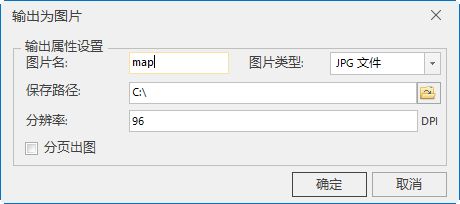 输出为图片
输出属性设置
图片名: map 图片类型: JPG 文件
保存路径: C:\
分辨率: 96 DPI
分页出图
确定 取消